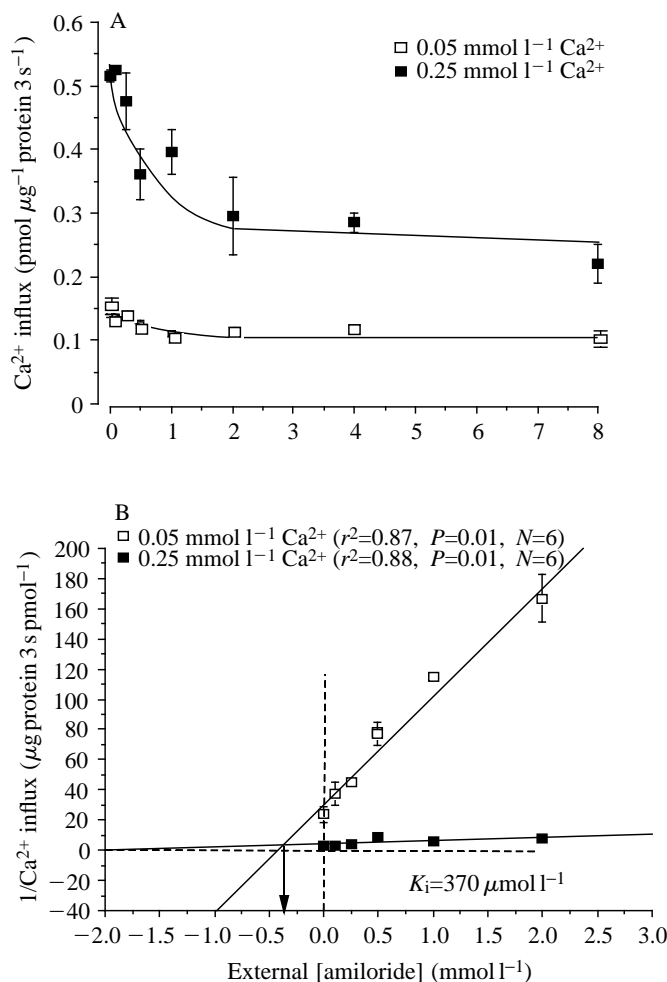 A
0.6
0.5
0.4
0.3
0.2
0.1
0
Ca²⁺ influx (pmol μg⁻¹ protein 3 s⁻¹)
□ 0.05 mmol l⁻¹ Ca²⁺
■ 0.25 mmol l⁻¹ Ca²⁺
0 1 2 3 4 5 6 7 8
B
□ 0.05 mmol l⁻¹ Ca²⁺ (r²=0.87, P=0.01, N=6)
■ 0.25 mmol l⁻¹ Ca²⁺ (r²=0.88, P=0.01, N=6)
200
180
160
140
120
100
80
60
40
20
0
−20
−40
1/Ca²⁺ influx (μg protein 3 s pmol⁻¹)
Ki=370 μmol l⁻¹
−2.0 −1.5 −1.0 −0.5 0.0 0.5 1.0 1.5 2.0 2.5 3.0
External [amiloride] (mmol l⁻¹)